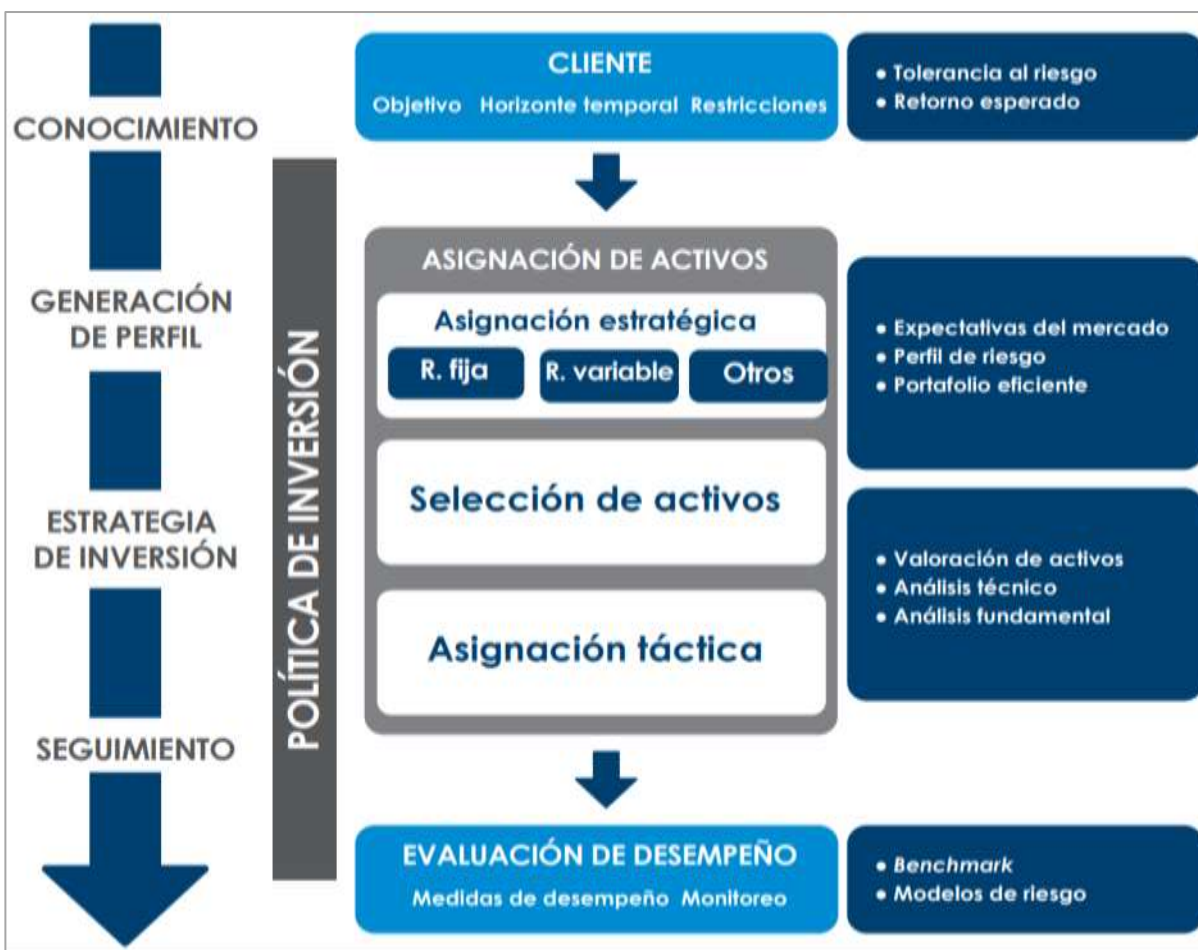 CONOCIMIENTO
GENERACIÓN
DE PERFIL
ESTRATEGIA
DE INVERSIÓN
SEGUIMIENTO
POLÍTICA DE INVERSIÓN
CLIENTE
Objetivo Horizonte temporal Restricciones
• Tolerancia al riesgo
• Retorno esperado
ASIGNACIÓN DE ACTIVOS
Asignación estratégica
R. fija R. variable Otros
• Expectativas del mercado
• Perfil de riesgo
• Portafolio eficiente
Selección de activos
Asignación táctica
• Valoración de activos
• Análisis técnico
• Análisis fundamental
EVALUACIÓN DE DESEMPEÑO
Medidas de desempeño Monitoreo
• Benchmark
• Modelos de riesgo